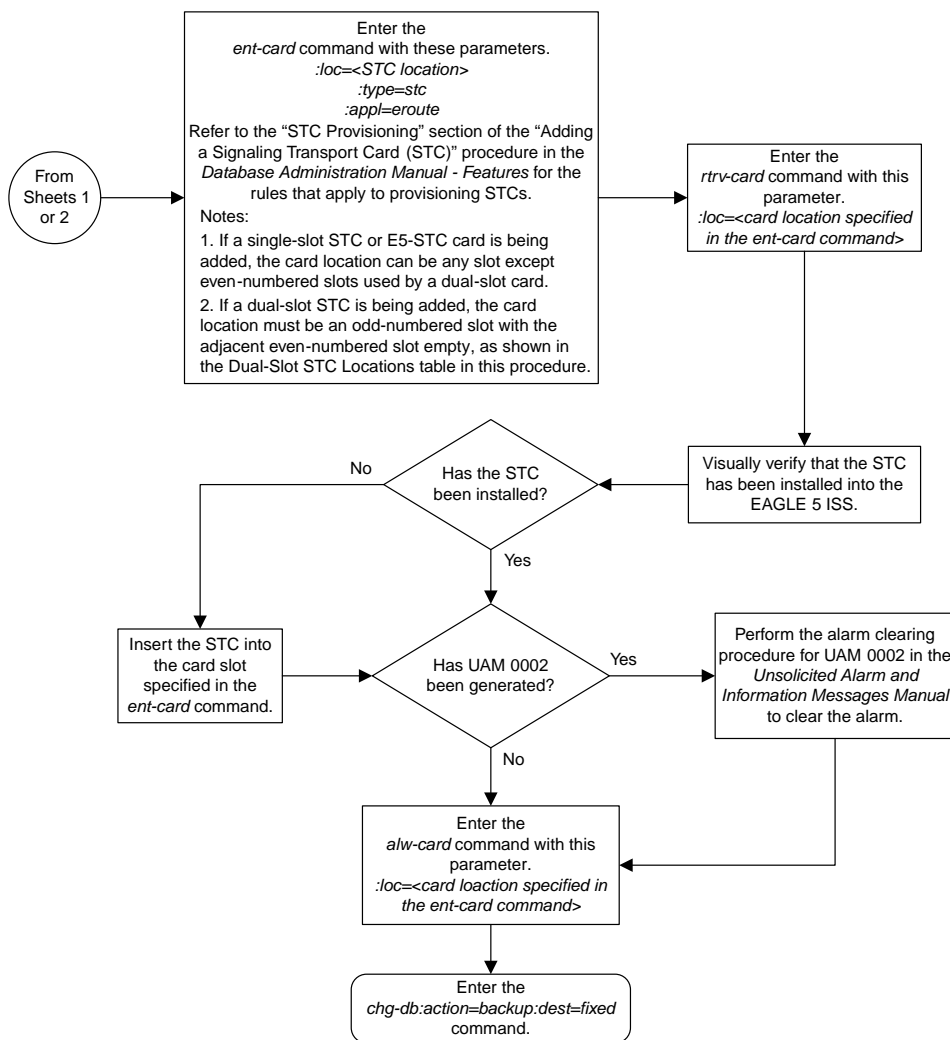 Enter the
ent-card command with these parameters.
:loc=<STC location>
:type=stc
:appl=eroute
Refer to the “STC Provisioning” section of the “Adding
a Signaling Transport Card (STC)” procedure in the
Database Administration Manual - Features for the
rules that apply to provisioning STCs.
Notes:
1. If a single-slot STC or E5-STC card is being
added, the card location can be any slot except
even-numbered slots used by a dual-slot card.
2. If a dual-slot STC is being added, the card
location must be an odd-numbered slot with the
adjacent even-numbered slot empty, as shown in
the Dual-Slot STC Locations table in this procedure.
From
Sheets 1
or 2
Enter the
rtrv-card command with this
parameter.
:loc=<card location specified
in the ent-card command>
Visually verify that the STC
has been installed into the
EAGLE 5 ISS.
Has the STC
been installed?
No
Yes
Insert the STC into
the card slot
specified in the
ent-card command.
Has UAM 0002
been generated?
Yes
No
Perform the alarm clearing
procedure for UAM 0002 in the
Unsolicited Alarm and
Information Messages Manual
to clear the alarm.
Enter the
alw-card command with this
parameter.
:loc=<card loaction specified in
the ent-card command>
Enter the
chg-db:action=backup:dest=fixed
command.